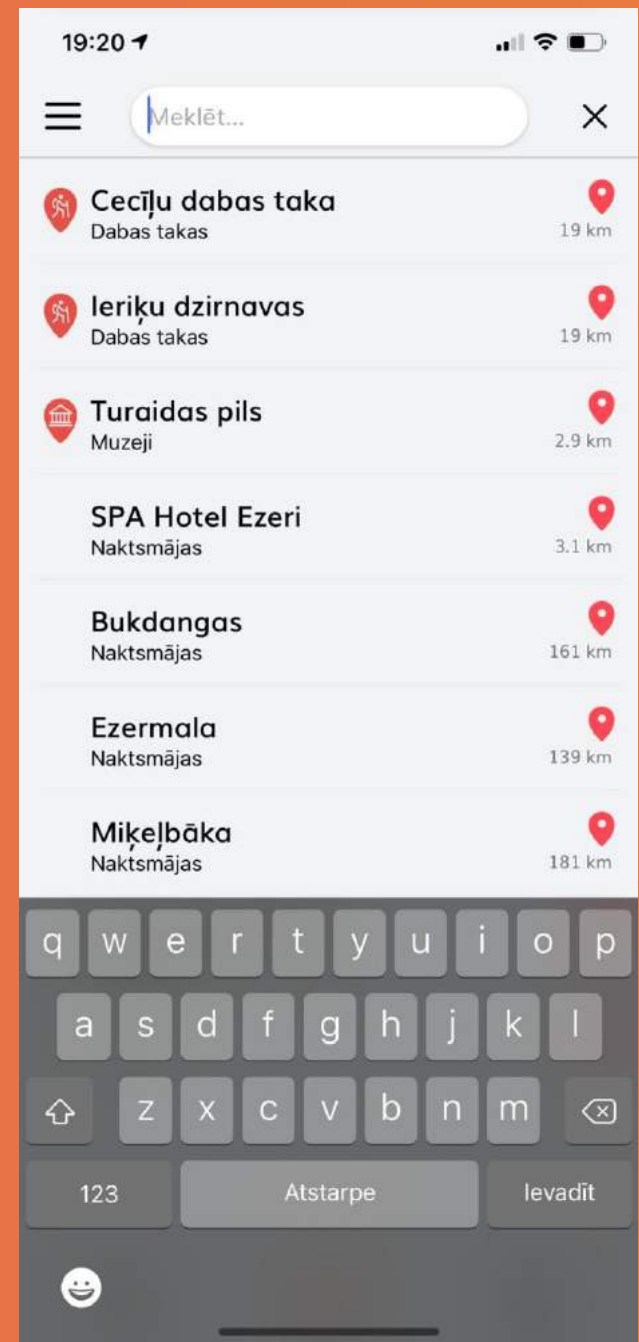 19:20
Meklēt...
Cecīļu dabas taka
Dabas takas
19 km
Ieriķu dzirnavas
Dabas takas
19 km
Turaidas pils
Muzeji
2.9 km
SPA Hotel Ezeri
Naktsmājas
3.1 km
Bukdangas
Naktsmājas
161 km
Ezermala
Naktsmājas
139 km
Miķeļbāka
Naktsmājas
181 km
q w e r t y u i o p
a s d f g h j k l
z x c v b n m
123 Atstarpe Ievadīt